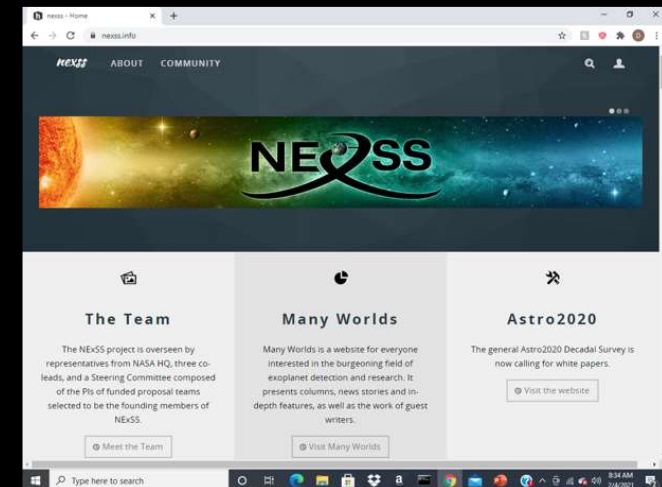 nexss - Home
nexss.info
nexss ABOUT COMMUNITY
NExSS
The Team
The NExSS project is overseen by
representatives from NASA HQ, three co-
leads, and a Steering Committee composed
of the PIs of funded proposal teams
selected to be the founding members of
NExSS.
Meet the Team
Many Worlds
Many Worlds is a website for everyone
interested in the burgeoning field of
exoplanet detection and research. It
presents columns, news stories and in-
depth features, as well as the work of guest
writers.
Visit Many Worlds
Astro2020
The general Astro2020 Decadal Survey is
now calling for white papers.
Visit the website
Type here to search
9:34 AM
2/4/2021